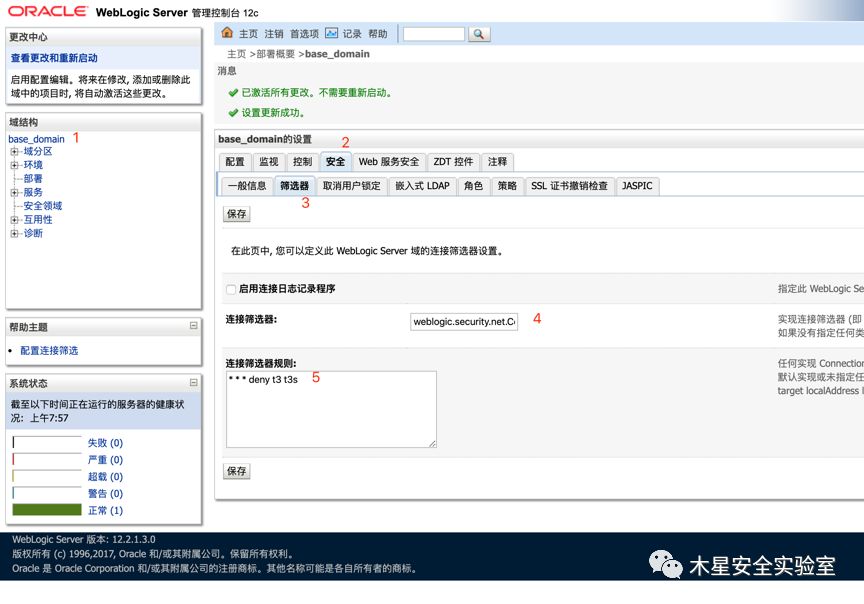 ORACLE WebLogic Server 管理控制台 12c
更改中心
查看更改和重新启动
启用配置编辑。将来在修改, 添加或删除此
域中的项目时, 将自动激活这些更改。
域结构
base_domain 1
域分区
环境
部署
服务
安全领域
互用性
诊断
帮助主题
配置连接筛选
系统状态
截至以下时间正在运行的服务器的健康状
况: 上午7:57
失败 (0)
严重 (0)
超载 (0)
警告 (0)
正常 (1)
主页 注销 首选项 记录 帮助
主页 >部署概要 >base_domain
消息
已激活所有更改。不需要重新启动。
设置更新成功。
base_domain的设置 2
配置 监视 控制 安全 Web 服务安全 ZDT 控件 注释
一般信息 筛选器 取消用户锁定 嵌入式 LDAP 角色 策略 SSL 证书撤销检查 JASPIC
3
保存
在此页中, 您可以定义此 WebLogic Server 域的连接筛选器设置。
启用连接日志记录程序 指定此 WebLogic Se
连接筛选器: weblogic.security.net.Co 4 实现连接筛选器 (即
如果没有指定任何类
连接筛选器规则: 任何实现 Connection
* * * deny t3 t3s 5 默认实现或未指定任
target localAddress l
保存
WebLogic Server 版本: 12.2.1.3.0
版权所有 (c) 1996,2017, Oracle 和/或其附属公司。保留所有权利。
Oracle 是 Oracle Corporation 和/或其附属公司的注册商标。其他名称可能是各自所有者的商标。
木星安全实验室